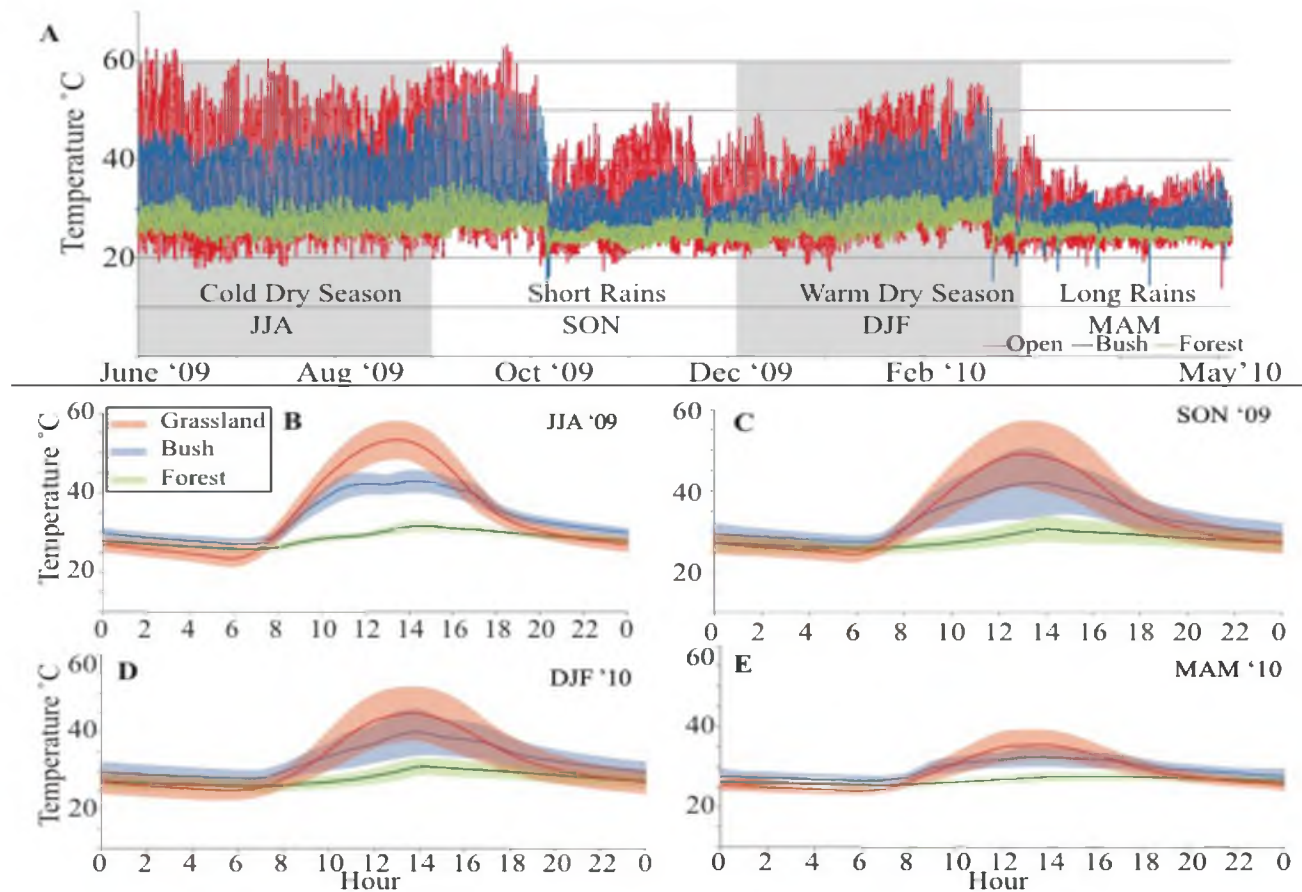 A
Temperature °C
60
40
20
Cold Dry Season
Short Rains
Warm Dry Season
Long Rains
JJA
SON
DJF
MAM
Open
Bush
Forest
June ‘09
Aug ‘09
Oct ‘09
Dec ‘09
Feb ‘10
May’10
B
JJA ‘09
Grassland
Bush
Forest
Temperature °C
60
40
20
0 2 4 6 8 10 12 14 16 18 20 22 0
C
SON ‘09
60
40
20
0 2 4 6 8 10 12 14 16 18 20 22 0
D
DJF ‘10
Temperature °C
60
40
20
0 2 4 6 8 10 12 14 16 18 20 22 0
Hour
E
MAM ‘10
60
40
20
0 2 4 6 8 10 12 14 16 18 20 22 0
Hour